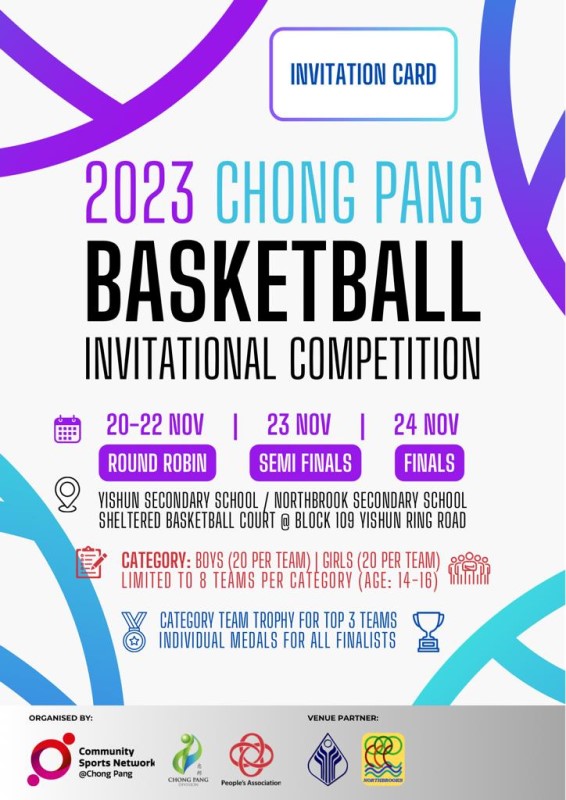 INVITATION CARD
2023 CHONG PANG
BASKETBALL
INVITATIONAL COMPETITION
20-22 NOV | 23 NOV | 24 NOV
ROUND ROBIN SEMI FINALS FINALS
YISHUN SECONDARY SCHOOL / NORTHBROOK SECONDARY SCHOOL
SHELTERED BASKETBALL COURT @ BLOCK 109 YISHUN RING ROAD
CATEGORY: BOYS (20 PER TEAM) | GIRLS (20 PER TEAM)
LIMITED TO 8 TEAMS PER CATEGORY (AGE: 14-16)
CATEGORY TEAM TROPHY FOR TOP 3 TEAMS
INDIVIDUAL MEDALS FOR ALL FINALISTS
ORGANISED BY: VENUE PARTNER:
Community
Sports Network
@Chong Pang
CHONG PANG
DIVISION
People's Association
NORTHBROOKS